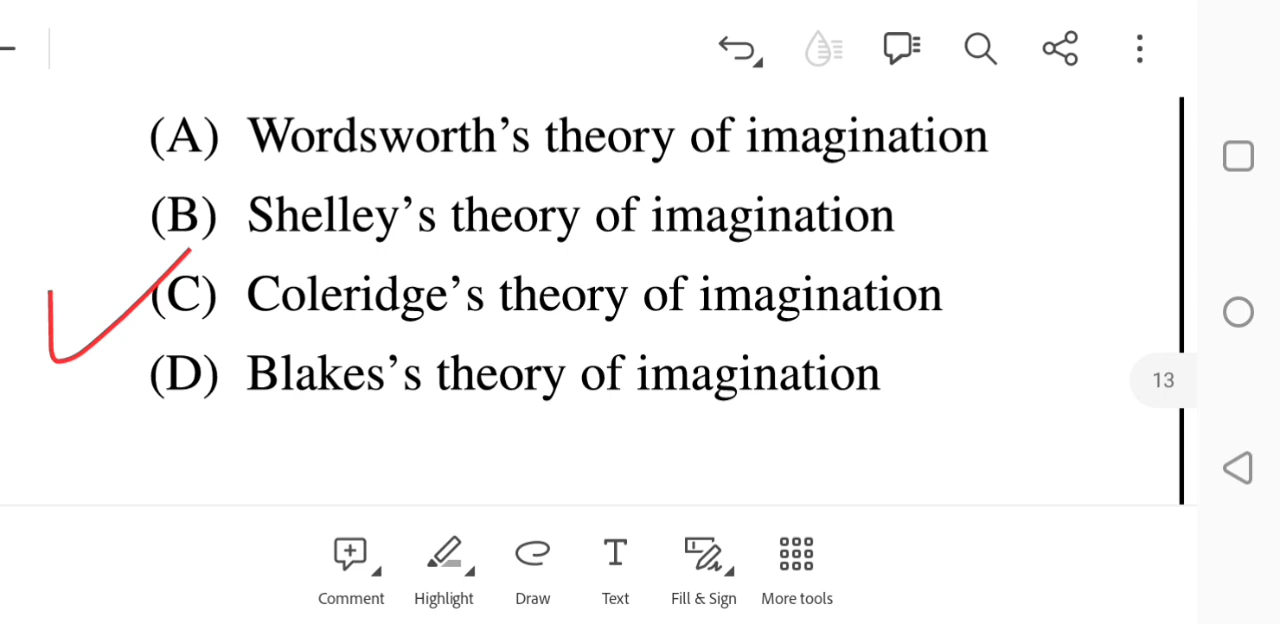 (A) Wordsworth’s theory of imagination
(B) Shelley’s theory of imagination
(C) Coleridge’s theory of imagination
(D) Blakes’s theory of imagination
13
Comment Highlight Draw Text Fill & Sign More tools